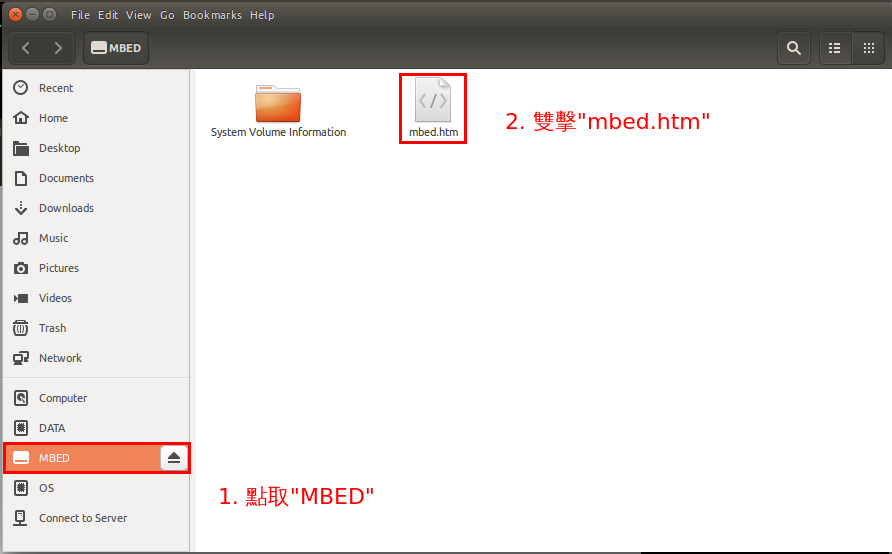 File Edit View Go Bookmarks Help
MBED
Recent
Home
Desktop
Documents
Downloads
Music
Pictures
Videos
Trash
Network
Computer
DATA
MBED
OS
Connect to Server
System Volume Information
mbed.htm
2. 雙擊"mbed.htm"
1. 點取"MBED"